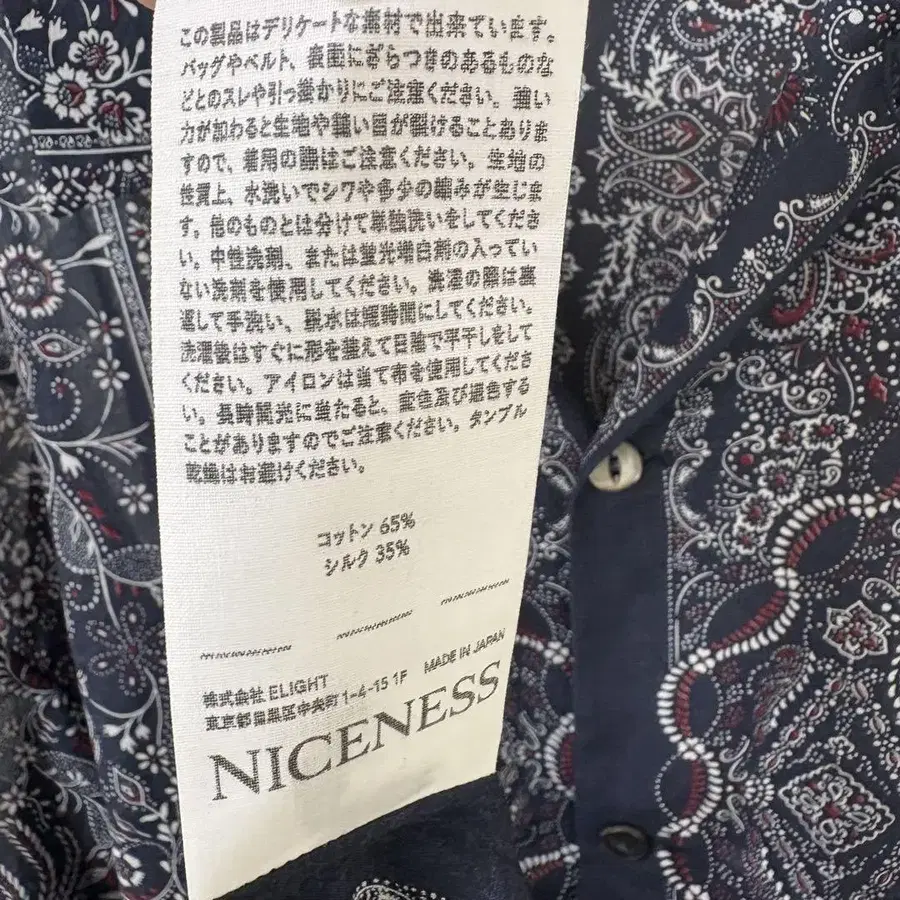 この製品はデリケートな素材で出来ています。
バッグやベルト、表面にざらつきのあるものな
どとのスレや引っ掛かりにご注意ください。強い
力が加わると生地や縫い目が裂けることありま
すので、着用の際はご注意ください。生地の
性質上、水洗いでシワや多少の縮みが生じま
す。他のものとは分けて単独洗いをしてくださ
い。中性洗剤、または蛍光増白剤の入ってい
ない洗剤を使用してください。洗濯の際は裏
返して手洗い、脱水は短時間にしてください。
洗濯後はすぐに形を整えて日陰で平干しをして
ください。アイロンは当て布を使用してくださ
い。長時間光に当たると、変色及び退色する
ことがありますのでご注意ください。タンブル
乾燥はお避けください。
コットン 65%
シルク 35%
株式会社 ELIGHT MADE IN JAPAN
東京都目黒区中央町 1-4-15 1F
NICENESS